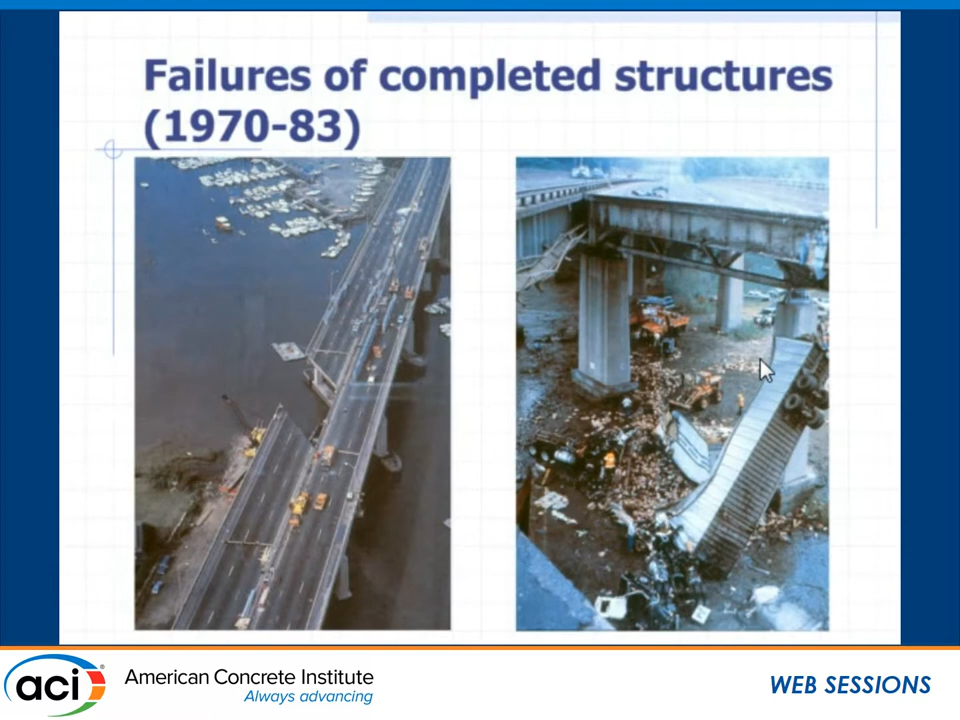 Failures of completed structures
(1970-83)
aci®
American Concrete Institute
Always advancing
WEB SESSIONS